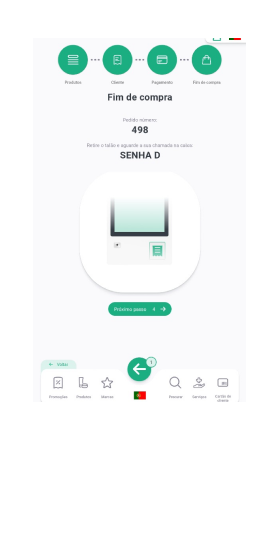 Produtos Cliente Pagamento Fim de compra
Fim de compra
Pedido número:
498
Retire o talão e aguarde a sua chamada na caixa:
SENHA D
Próximo passo 4 →
← Voltar
1
Promoções Produtos Marcas Procurar Serviços Cartão de
cliente